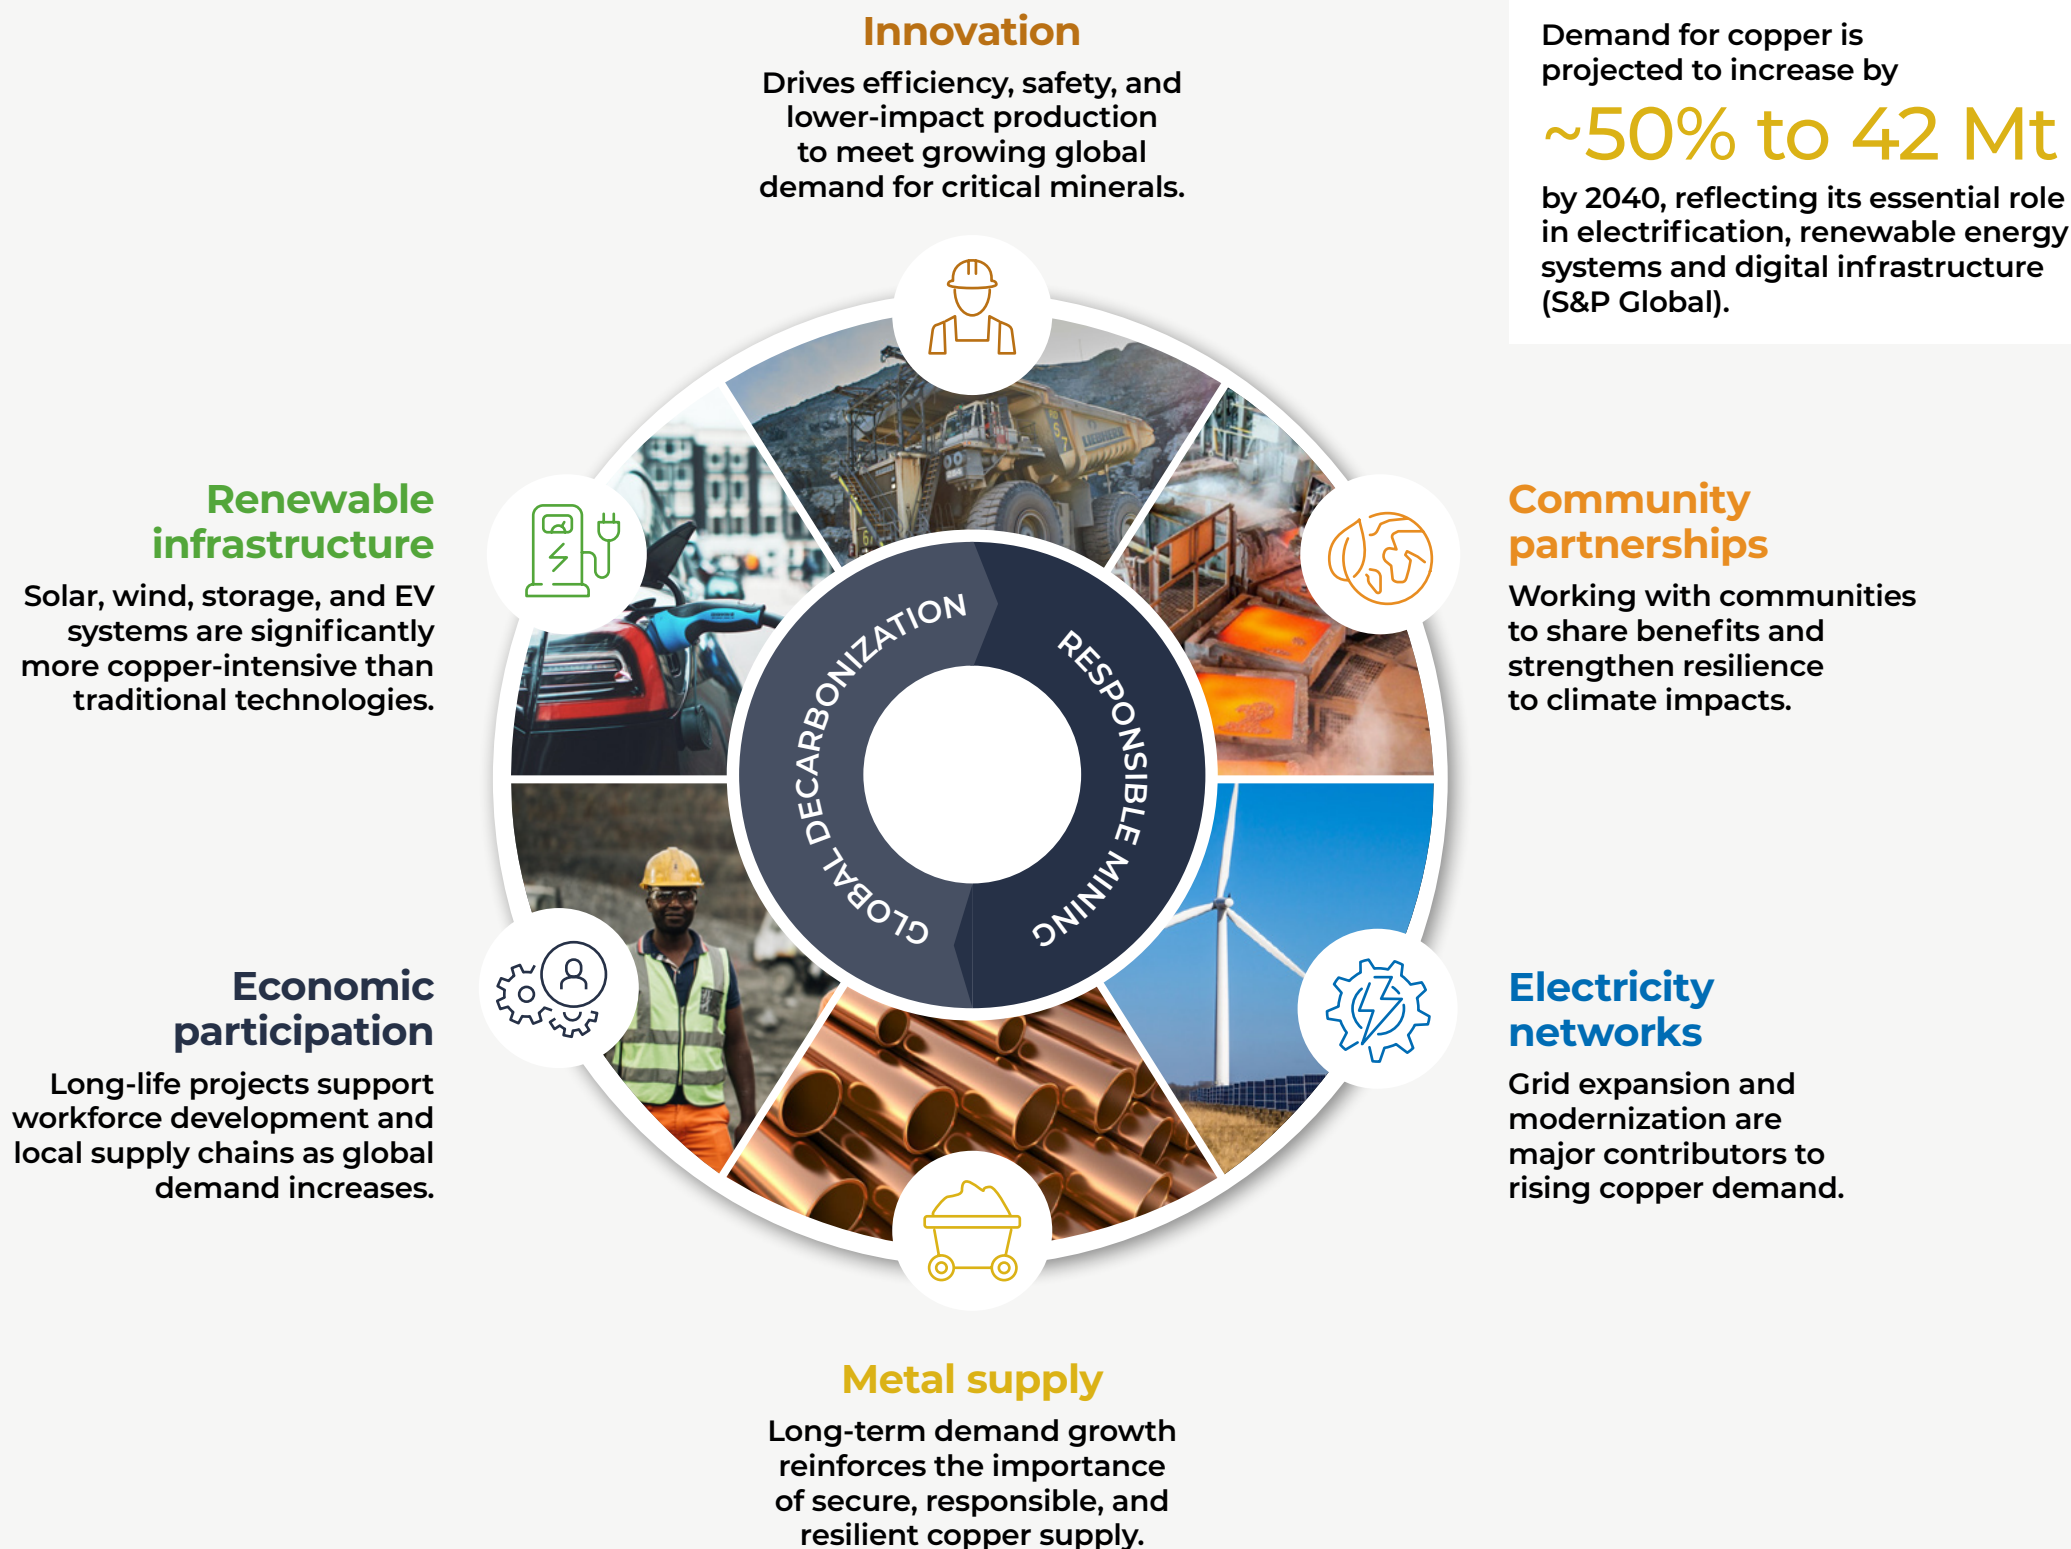 Innovation
Drives efficiency, safety, and
lower-impact production
to meet growing global
demand for critical minerals.
Demand for copper is
projected to increase by
~50% to 42 Mt
by 2040, reflecting its essential role
in electrification, renewable energy
systems and digital infrastructure
(S&P Global).
Renewable
infrastructure
Solar, wind, storage, and EV
systems are significantly
more copper-intensive than
traditional technologies.
Community
partnerships
Working with communities
to share benefits and
strengthen resilience
to climate impacts.
GLOBAL DECARBONIZATION
RESPONSIBLE MINING
Economic
participation
Long-life projects support
workforce development and
local supply chains as global
demand increases.
Electricity
networks
Grid expansion and
modernization are
major contributors to
rising copper demand.
Metal supply
Long-term demand growth
reinforces the importance
of secure, responsible, and
resilient copper supply.